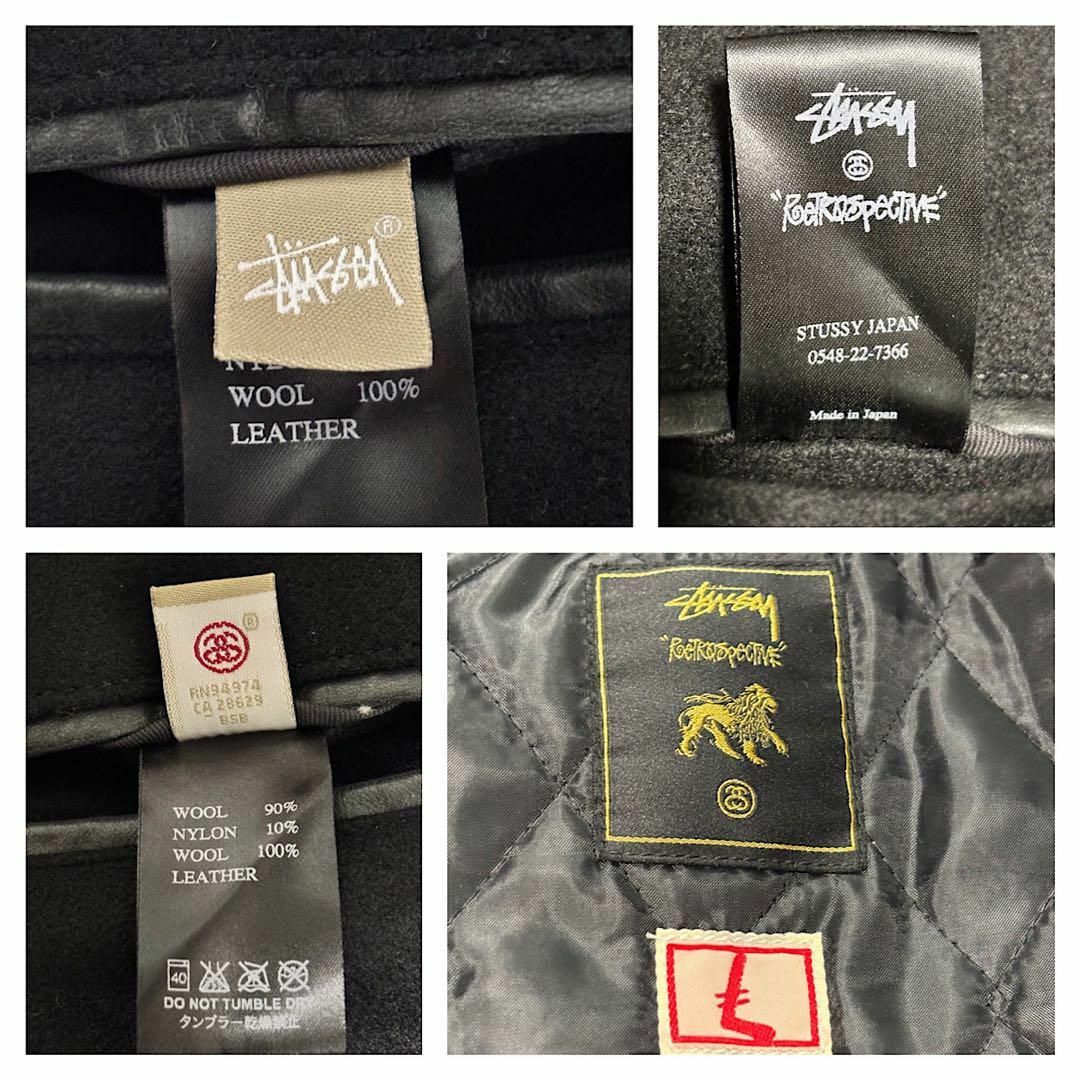 Stüssy ®
WOOL 100%
LEATHER
Stüssy
"RetroSpective"
STUSSY JAPAN
0548-22-7366
Made in Japan
®
RN94974
CA 28629
BSB
WOOL 90%
NYLON 10%
WOOL 100%
LEATHER
40
DO NOT TUMBLE DRY
タンブラー乾燥禁止
Stüssy
"RetroSpective"
L